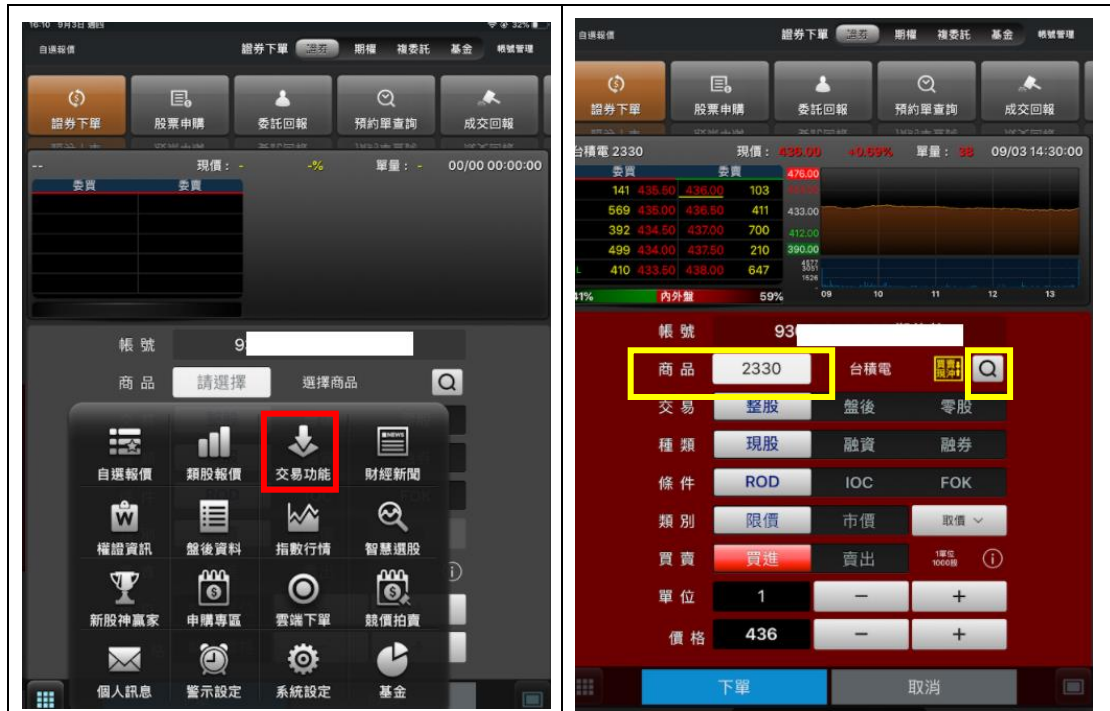 16:10 9月3日 週四
32%
自選報價
證券下單 證券 期權 複委託 基金 帳號管理
證券下單 股票申購 委託回報 預約單查詢 成交回報
-- 現價： - -% 單量： - 00/00 00:00:00
委買 委賣
帳 號 9
商 品 請選擇 選擇商品
自選報價 類股報價 交易功能 財經新聞
權證資訊 盤後資料 指數行情 智慧選股
新股神贏家 申購專區 雲端下單 競價拍賣
個人訊息 警示設定 系統設定 基金
自選報價
證券下單 證券 期權 複委託 基金 帳號管理
證券下單 股票申購 委託回報 預約單查詢 成交回報
台積電 2330 現價： 436.00 +0.69% 單量： 38 09/03 14:30:00
委買 委賣 476.00
141 435.50 436.00 103
569 435.00 436.50 411 433.00
392 434.50 437.00 700 412.00
499 434.00 437.50 210 390.00
L 410 433.50 438.00 647
4577
3051
1526
41% 內外盤 59% 09 10 11 12 13
帳 號 930
商 品 2330 台積電
交 易 整股 盤後 零股
種 類 現股 融資 融券
條 件 ROD IOC FOK
類 別 限價 市價 取價
買 賣 買進 賣出 1單位 1000股
單 位 1 − +
價 格 436 − +
下單 取消